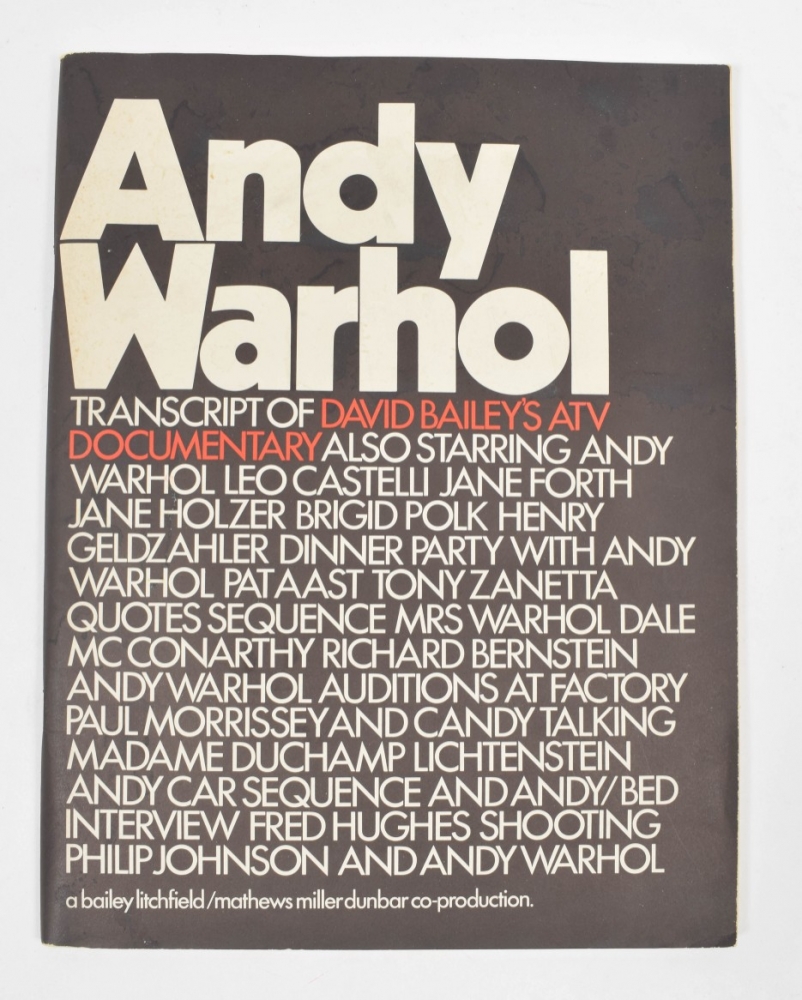 Andy
Warhol
TRANSCRIPT OF DAVID BAILEY'S ATV
DOCUMENTARY ALSO STARRING ANDY
WARHOL LEO CASTELLI JANE FORTH
JANE HOLZER BRIGID POLK HENRY
GELDZAHLER DINNER PARTY WITH ANDY
WARHOL PAT AAST TONY ZANETTA
QUOTES SEQUENCE MRS WARHOL DALE
MC CONARTHY RICHARD BERNSTEIN
ANDY WARHOL AUDITIONS AT FACTORY
PAUL MORRISSEY AND CANDY TALKING
MADAME DUCHAMP LICHTENSTEIN
ANDY CAR SEQUENCE AND ANDY/BED
INTERVIEW FRED HUGHES SHOOTING
PHILIP JOHNSON AND ANDY WARHOL
a bailey litchfield/mathews miller dunbar co-production.